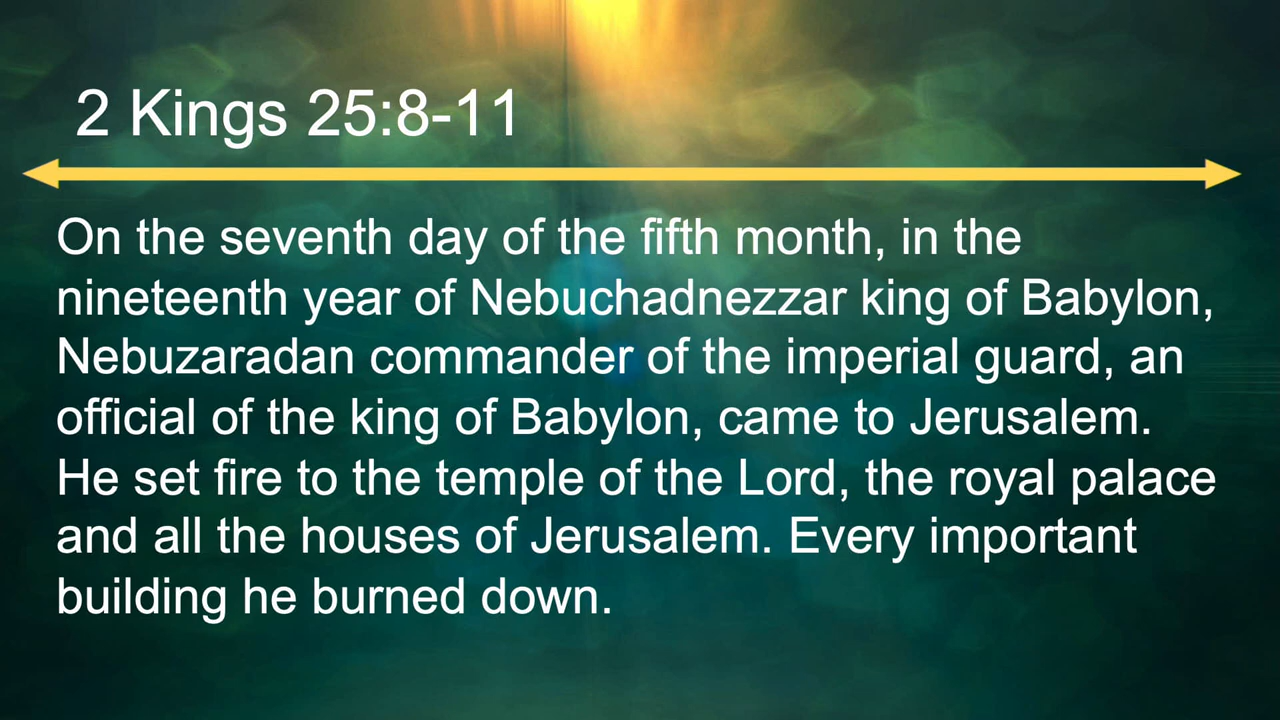 2 Kings 25:8-11
On the seventh day of the fifth month, in the
nineteenth year of Nebuchadnezzar king of Babylon,
Nebuzaradan commander of the imperial guard, an
official of the king of Babylon, came to Jerusalem.
He set fire to the temple of the Lord, the royal palace
and all the houses of Jerusalem. Every important
building he burned down.